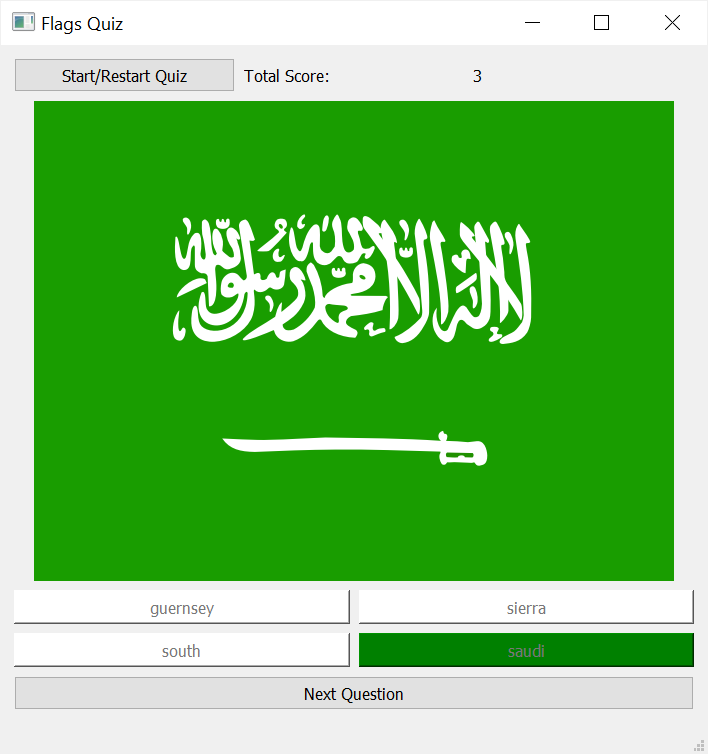 Flags Quiz
Start/Restart Quiz Total Score: 3
لا إله إلا الله محمد رسول الله
guernsey sierra
south saudi
Next Question